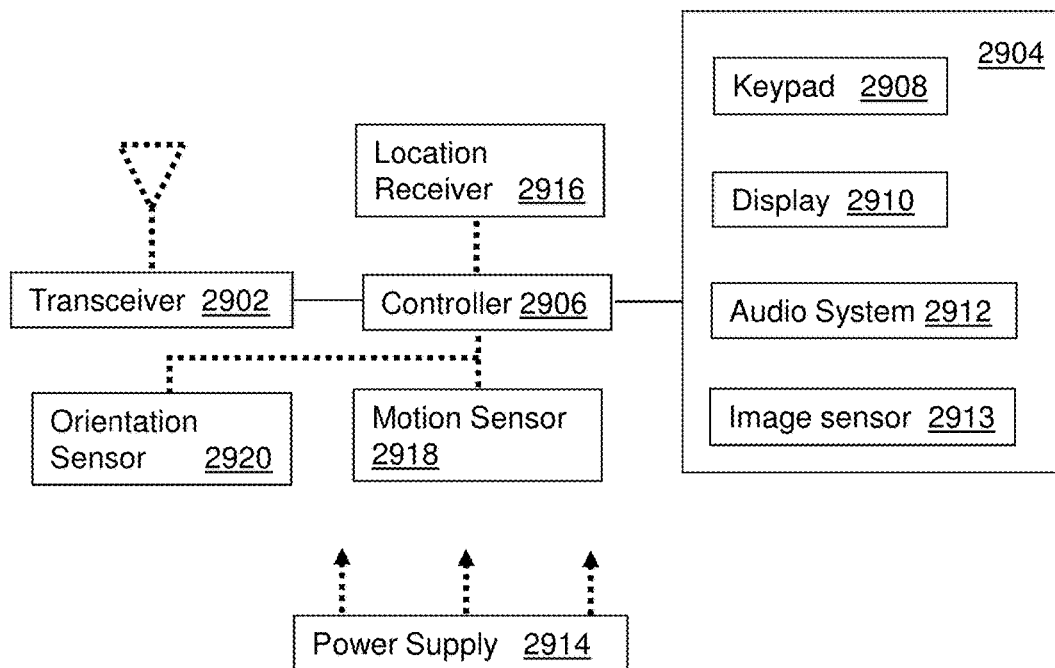 2904
Keypad 2908
Location
Receiver 2916
Display 2910
Transceiver 2902
Controller 2906
Audio System 2912
Orientation
Sensor 2920
Motion Sensor
2918
Image sensor 2913
Power Supply 2914